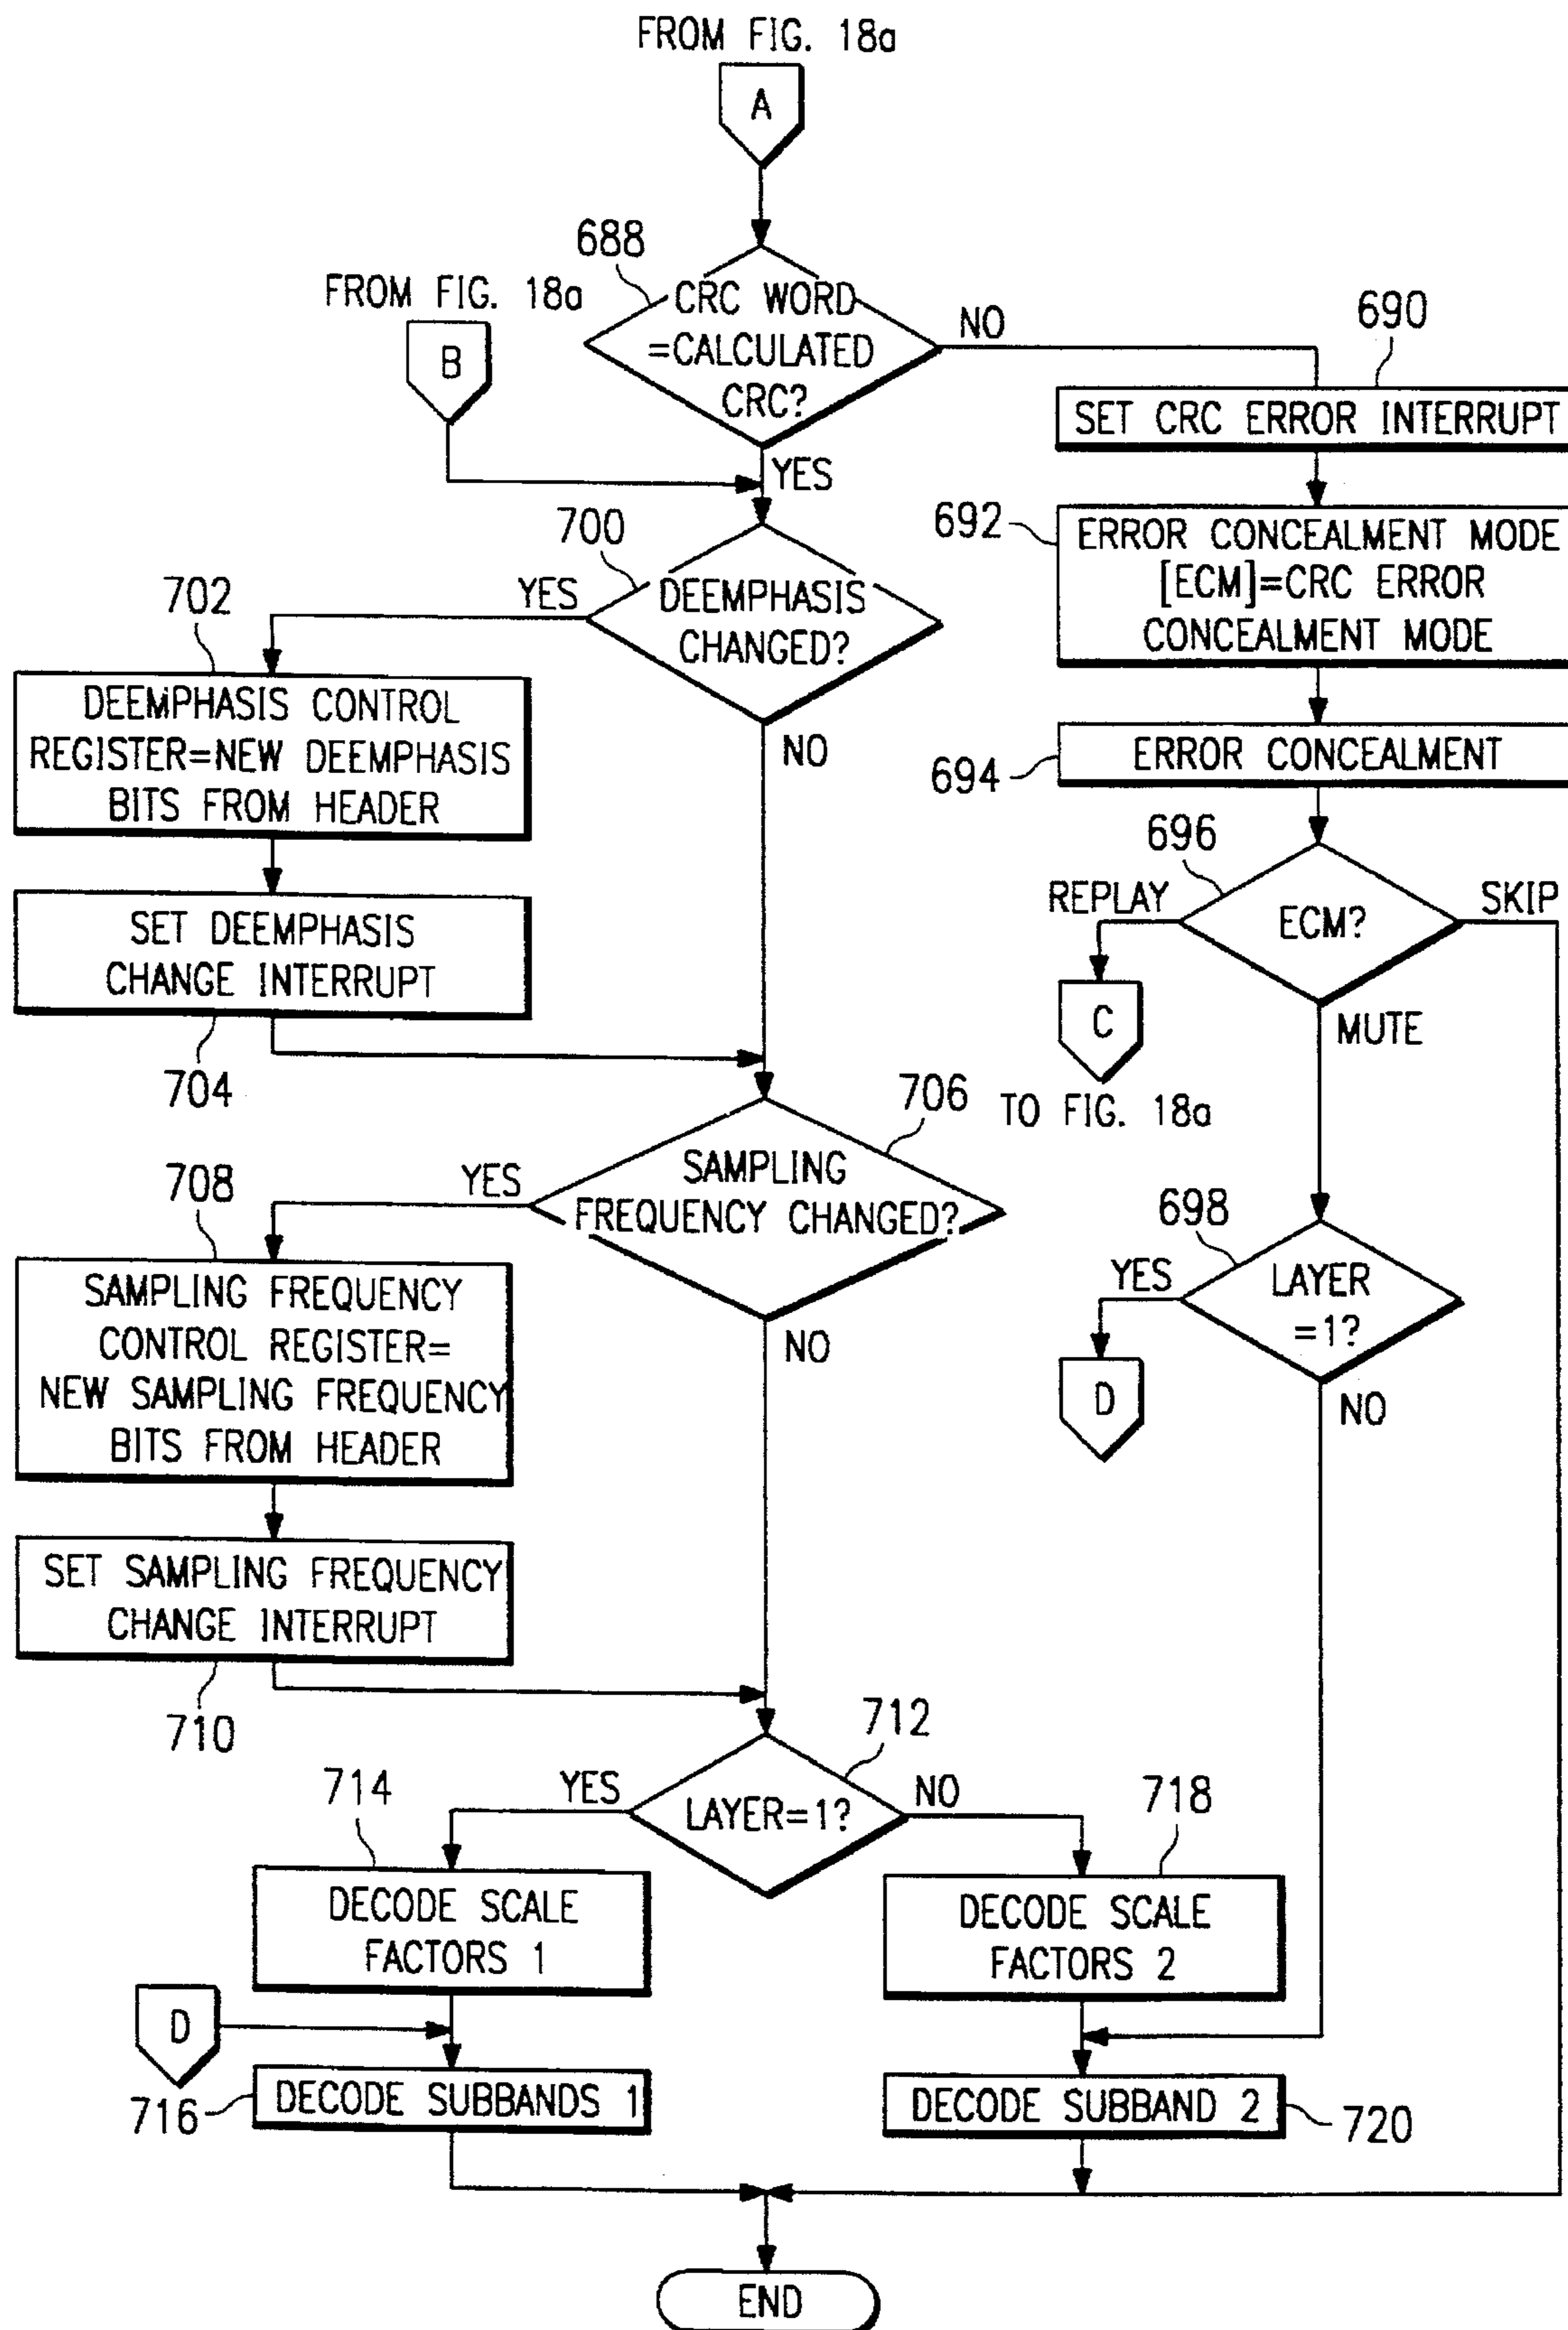 FROM FIG. 18a
A
688
FROM FIG. 18a
B
CRC WORD
=CALCULATED
CRC?
NO
YES
690
SET CRC ERROR INTERRUPT
692
ERROR CONCEALMENT MODE
[ECM]=CRC ERROR
CONCEALMENT MODE
700
DEEMPHASIS
CHANGED?
YES
NO
702
DEEMPHASIS CONTROL
REGISTER=NEW DEEMPHASIS
BITS FROM HEADER
694
ERROR CONCEALMENT
696
ECM?
REPLAY
SKIP
MUTE
C
TO FIG. 18a
SET DEEMPHASIS
CHANGE INTERRUPT
704
706
SAMPLING
FREQUENCY CHANGED?
YES
NO
708
SAMPLING FREQUENCY
CONTROL REGISTER=
NEW SAMPLING FREQUENCY
BITS FROM HEADER
698
LAYER
=1?
YES
NO
D
SET SAMPLING FREQUENCY
CHANGE INTERRUPT
710
712
LAYER=1?
YES
NO
714
DECODE SCALE
FACTORS 1
718
DECODE SCALE
FACTORS 2
D
716
DECODE SUBBANDS 1
DECODE SUBBAND 2
720
END